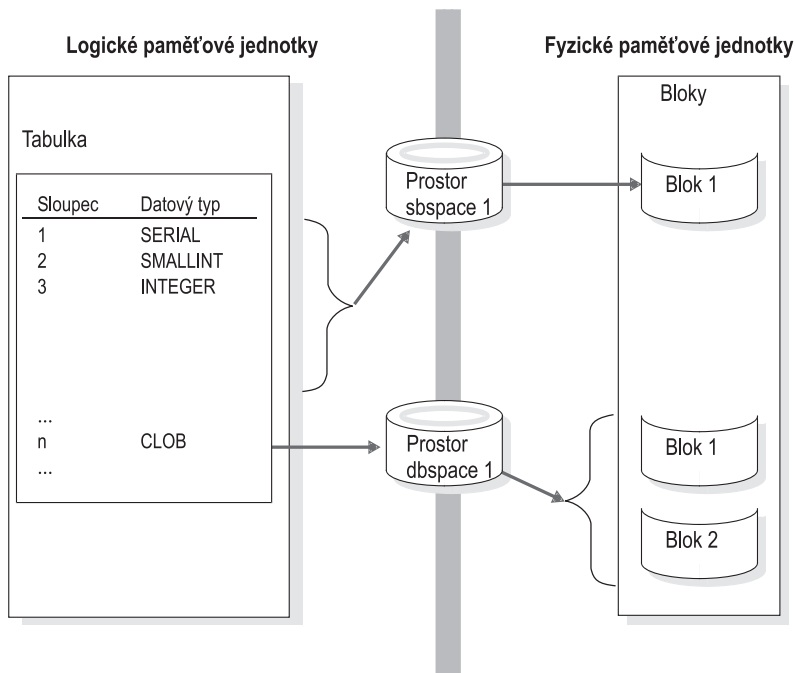 Logické paměťové jednotky
Fyzické paměťové jednotky
Tabulka
Sloupec Datový typ
1 SERIAL
2 SMALLINT
3 INTEGER
...
n CLOB
...
Prostor
sbspace 1
Prostor
dbspace 1
Bloky
Blok 1
Blok 1
Blok 2